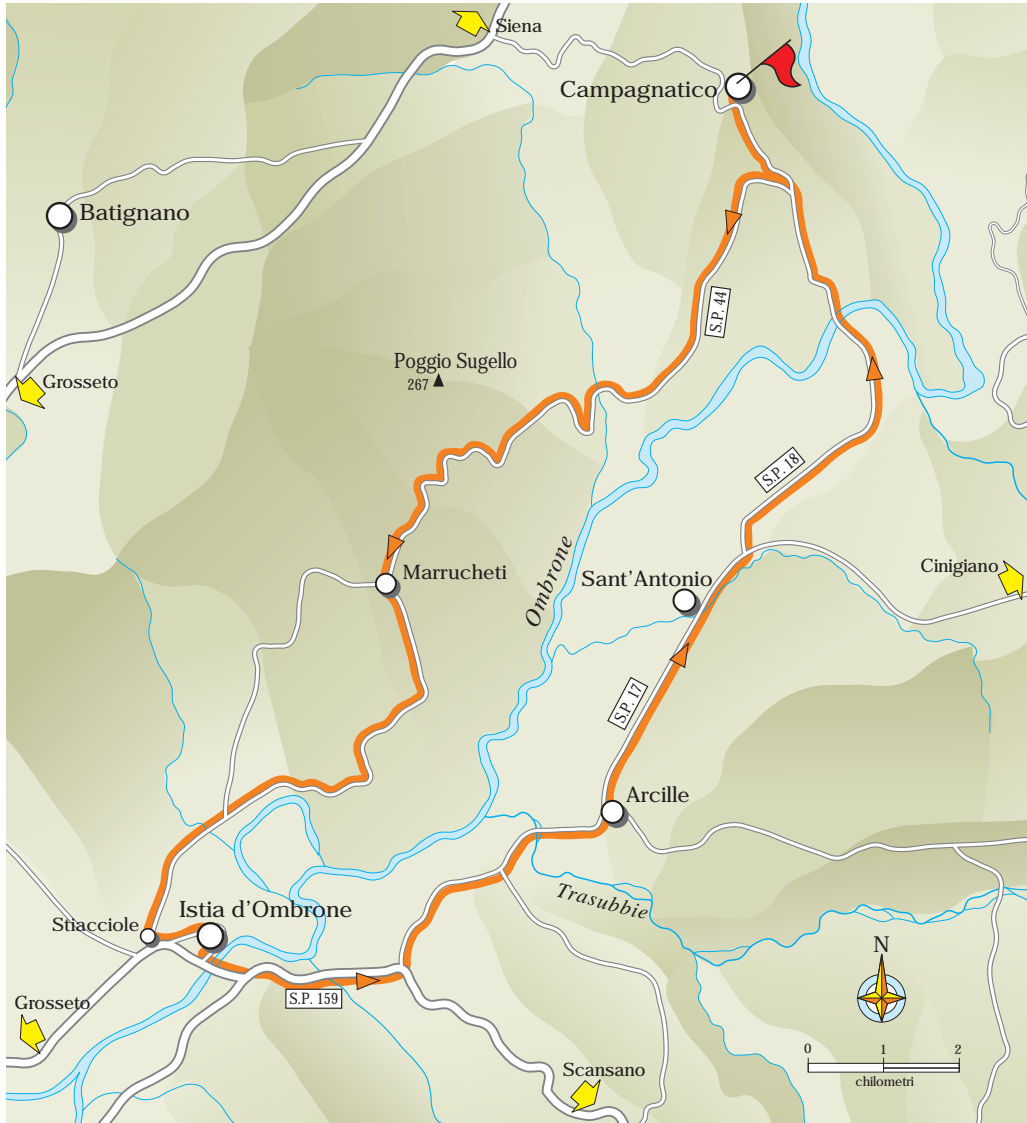 Siena
Campagnatico
Batignano
S.P. 44
Poggio Sugello
267
Grosseto
S.P. 18
Ombrone
Marrucheti
Sant'Antonio
Cinigiano
S.P. 17
Arcille
Trasubbie
Istia d'Ombrone
Stiacciole
N
S.P. 159
Grosseto
Scansano
0 1 2
chilometri